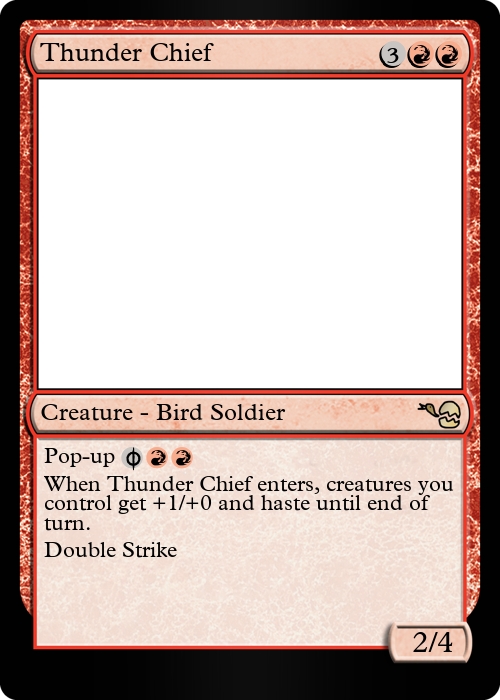 Thunder Chief 3
Creature - Bird Soldier
Pop-up ϕ
When Thunder Chief enters, creatures you
control get +1/+0 and haste until end of
turn.
Double Strike
2/4